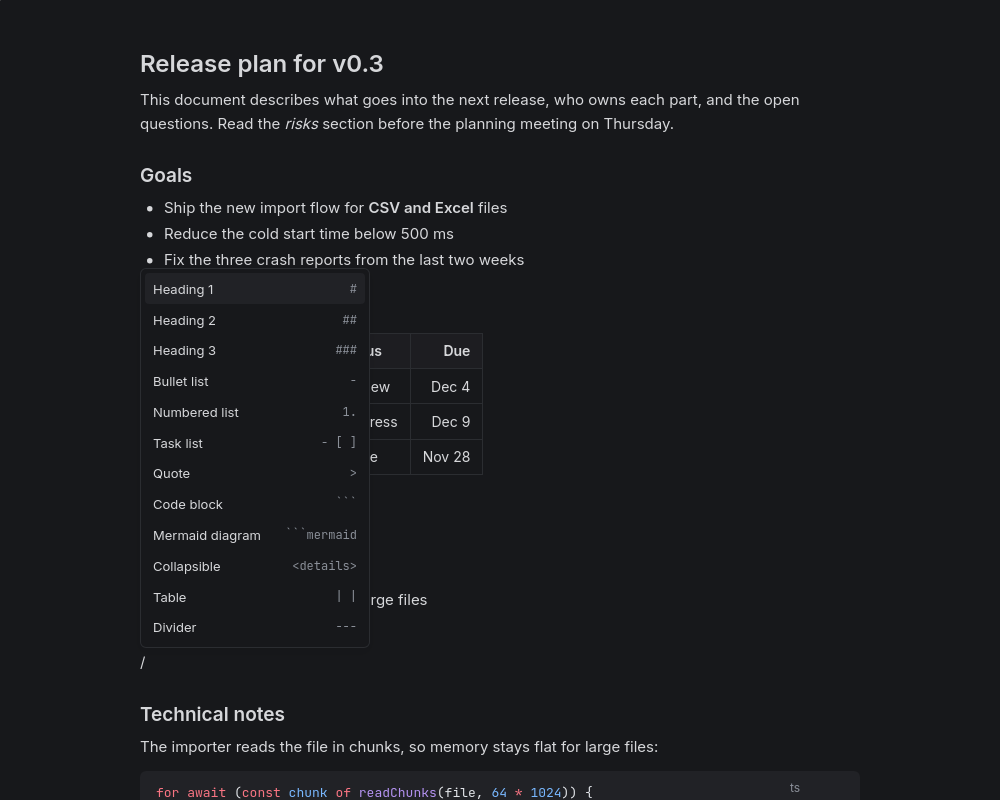 Release plan for v0.3
This document describes what goes into the next release, who owns each part, and the open
questions. Read the risks section before the planning meeting on Thursday.
Goals
Ship the new import flow for CSV and Excel files
Reduce the cold start time below 500 ms
Fix the three crash reports from the last two weeks
Heading 1 #
Heading 2 ##
Heading 3 ###
us Due
Bullet list -
ew Dec 4
Numbered list 1.
ress Dec 9
Task list - [ ]
e Nov 28
Quote >
Code block ```
Mermaid diagram ```mermaid
Collapsible <details>
Table | |
rge files
Divider ---
/
Technical notes
The importer reads the file in chunks, so memory stays flat for large files:
ts
for await (const chunk of readChunks(file, 64 * 1024)) {